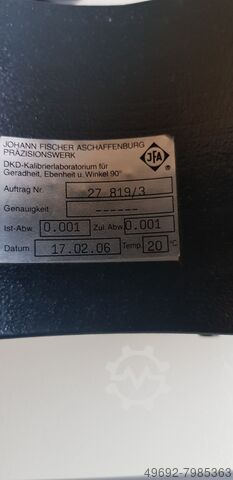 JOHANN FISCHER ASCHAFFENBURG
PRÄZISIONSWERK
DKD-Kalibrierlaboratorium für
Geradheit, Ebenheit u. Winkel 90°
JFA
®
Auftrag Nr. 27 819/3
Genauigkeit ------
Ist-Abw. 0.001 Zul. Abw. 0.001
Datum 17.02.06 Temp. 20 °C
49692-7985363